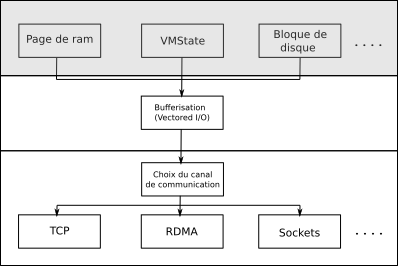 Page de ram
VMState
Bloque de
disque
. . . .
Bufferisation
(Vectored I/O)
Choix du canal
de communication
TCP
RDMA
Sockets
. . . .